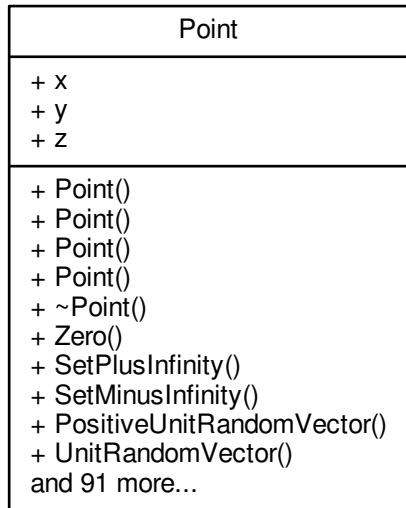 Point
+ x
+ y
+ z
+ Point()
+ Point()
+ Point()
+ Point()
+ ~Point()
+ Zero()
+ SetPlusInfinity()
+ SetMinusInfinity()
+ PositiveUnitRandomVector()
+ UnitRandomVector()
and 91 more...